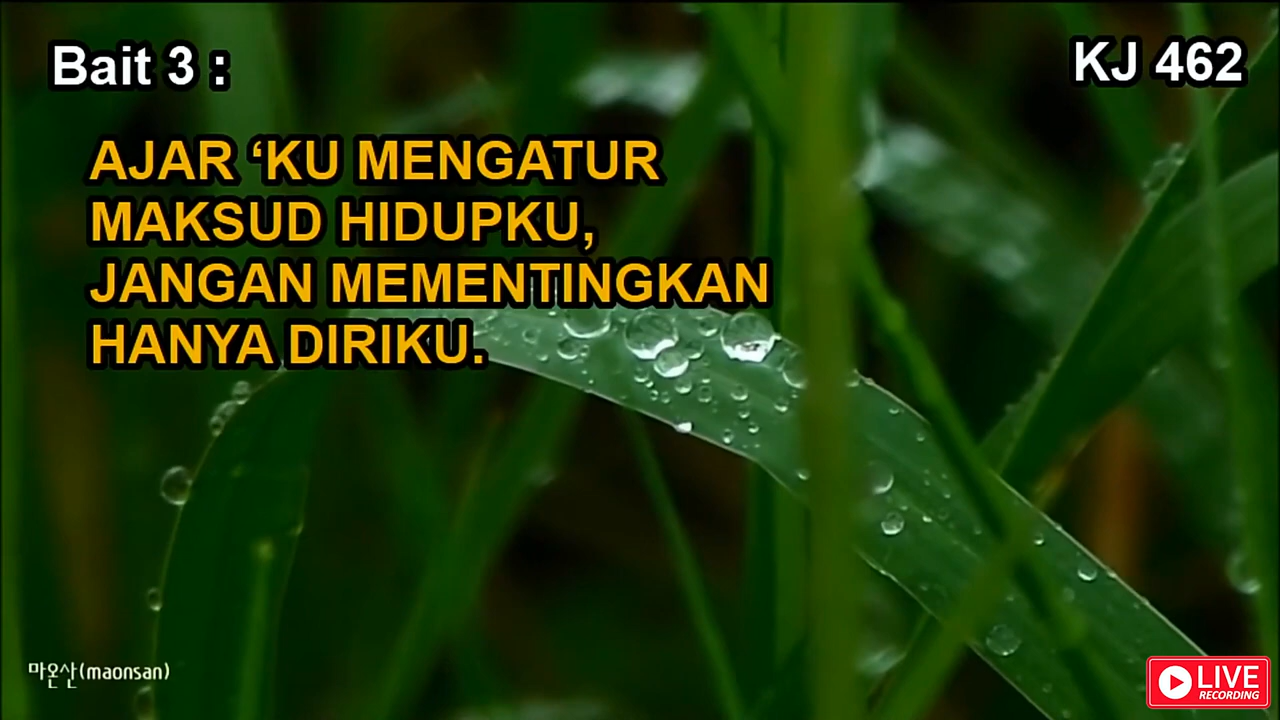 Bait 3 :
KJ 462
AJAR ‘KU MENGATUR
MAKSUD HIDUPKU,
JANGAN MEMENTINGKAN
HANYA DIRIKU.
마온산(maonsan)
LIVE
RECORDING